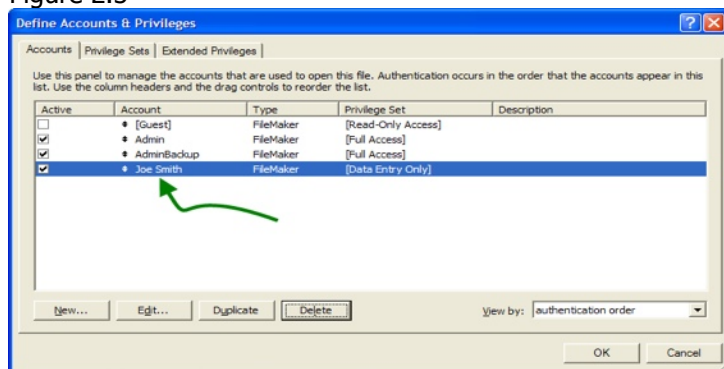 Figure 2.3
Define Accounts & Privileges
Accounts Privilege Sets Extended Privileges
Use this panel to manage the accounts that are used to open this file. Authentication occurs in the order that the accounts appear in this
list. Use the column headers and the drag controls to reorder the list.
Active Account Type Privilege Set Description
[Guest] FileMaker [Read-Only Access]
Admin FileMaker [Full Access]
AdminBackup FileMaker [Full Access]
Joe Smith FileMaker [Data Entry Only]
New... Edit... Duplicate Delete View by: authentication order
OK Cancel